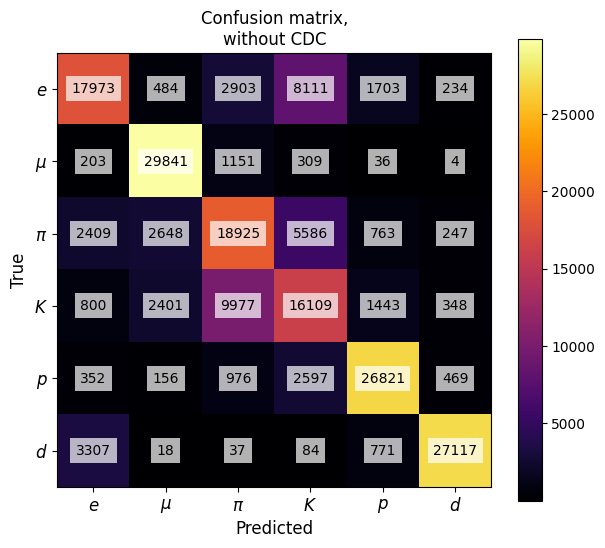 Confusion matrix,
without CDC
True
e 17973 484 2903 8111 1703 234
μ 203 29841 1151 309 36 4
π 2409 2648 18925 5586 763 247
K 800 2401 9977 16109 1443 348
p 352 156 976 2597 26821 469
d 3307 18 37 84 771 27117
e μ π K p d
Predicted
25000
20000
15000
10000
5000